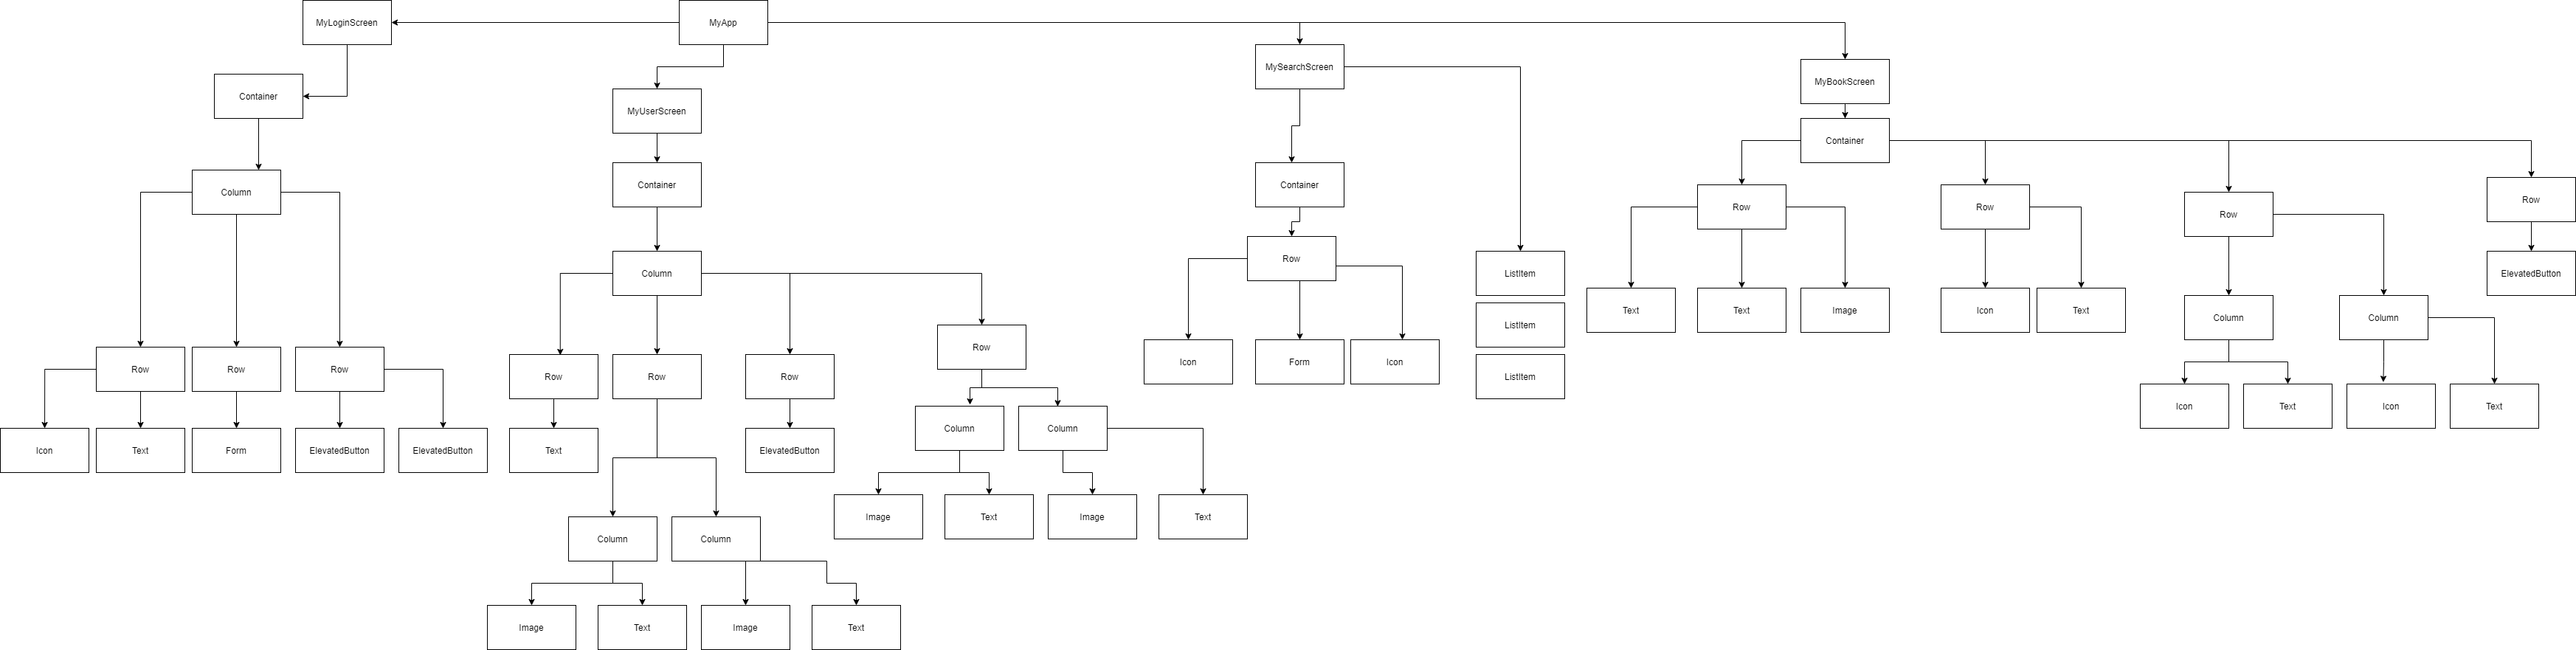 MyLoginScreen
MyApp
MySearchScreen
MyBookScreen
Container
MyUserScreen
Container
Column
Container
Container
Row
Row
Row
Row
Column
Row
ListItem
ElevatedButton
Text
Text
Image
Icon
Text
Column
Column
ListItem
Row
Icon
Form
Icon
Row
Row
Row
Row
Row
Row
ListItem
Icon
Text
Icon
Text
Column
Column
Icon
Text
Form
ElevatedButton
ElevatedButton
Text
ElevatedButton
Image
Text
Image
Text
Column
Column
Image
Text
Image
Text